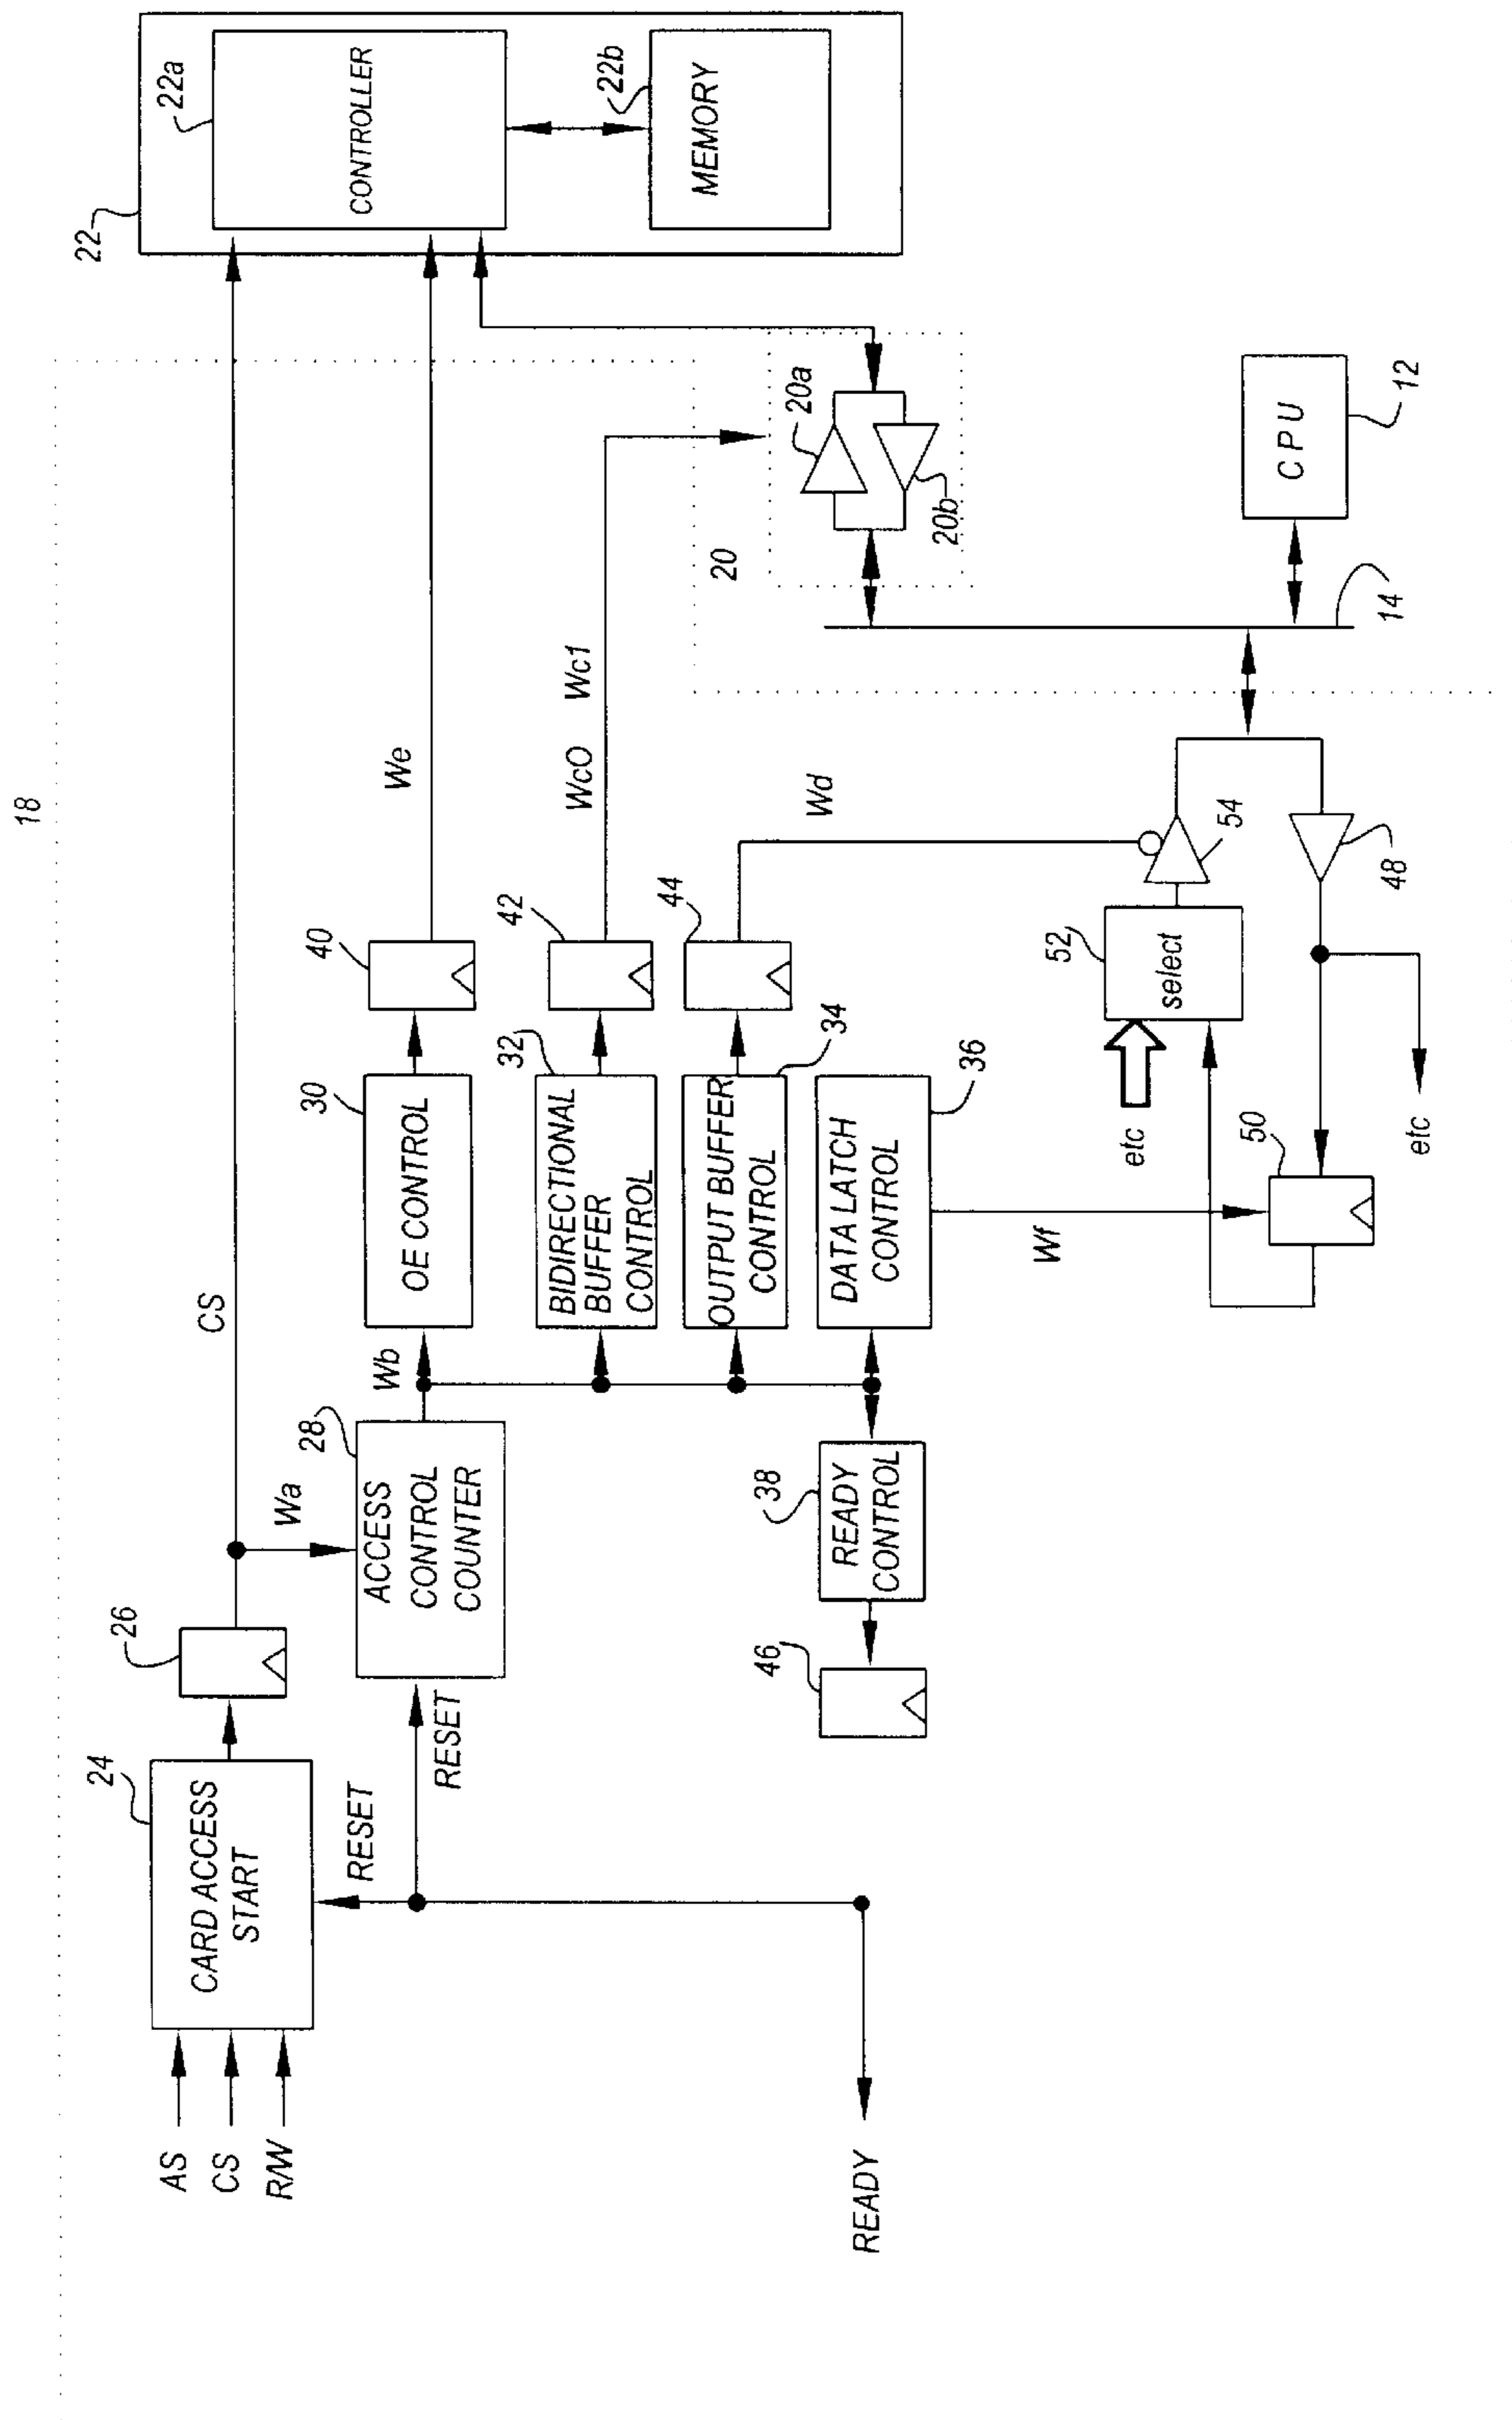 18
22
22a
CONTROLLER
22b
MEMORY
CS
We
WcO Wc1
20
20a
20b
Wd
CPU
12
14
AS
CS
R/W
24
CARD ACCESS
START
26
Wa
RESET
RESET
28
ACCESS
CONTROL
COUNTER
Wb
30
OE CONTROL
40
32
BIDIRECTIONAL
BUFFER
CONTROL
42
OUTPUT BUFFER
CONTROL
34
44
DATA LATCH
CONTROL
36
38
READY
CONTROL
46
READY
Wf
etc
52
select
54
48
50
etc